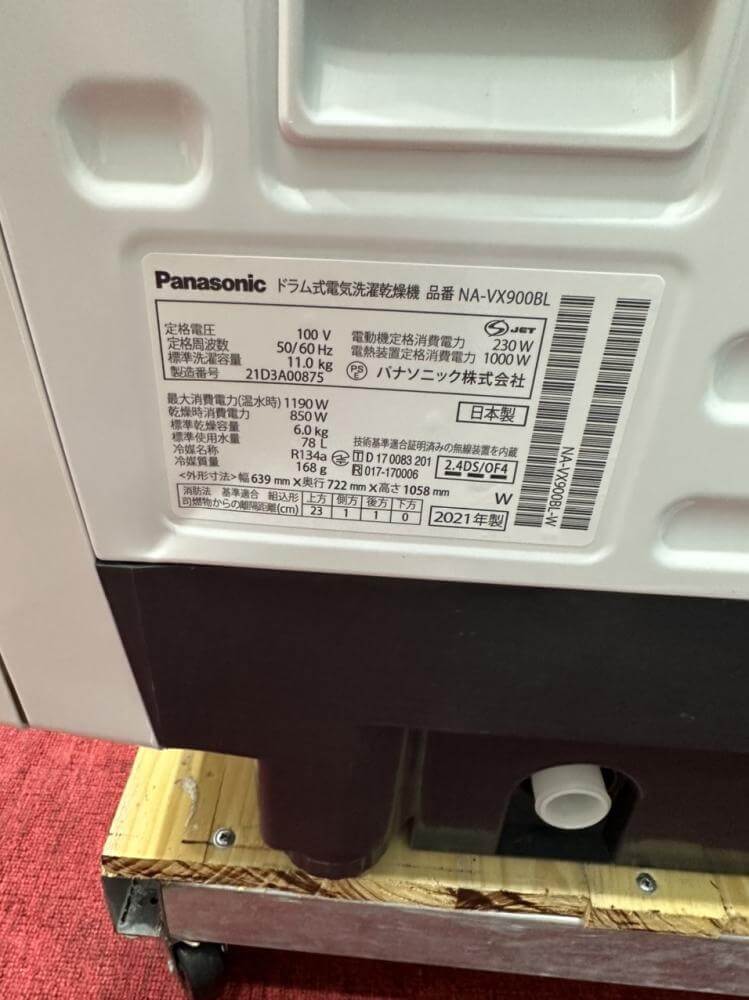 Panasonic ドラム式電気洗濯乾燥機 品番 NA-VX900BL
定格電圧 100 V
定格周波数 50/60 Hz
標準洗濯容量 11.0 kg
製造番号 21D3A00875
JET
電動機定格消費電力 230 W
電熱装置定格消費電力 1000 W
PS E パナソニック株式会社
最大消費電力(温水時) 1190 W
乾燥時消費電力 850 W
標準乾燥容量 6.0 kg
標準使用水量 78 L
冷媒名称 R134a
冷媒質量 168 g
日本製
技術基準適合証明済みの無線装置を内蔵
T D 17 0083 201
R 017-170006
2.4DS/OF4
<外形寸法> 幅 639 mm × 奥行 722 mm × 高さ 1058 mm
W
消防法 基準適合 組込形 上方 側方 後方 下方
可燃物からの離隔距離(cm) 23 1 1 0
2021年製
NA-VX900BL-W